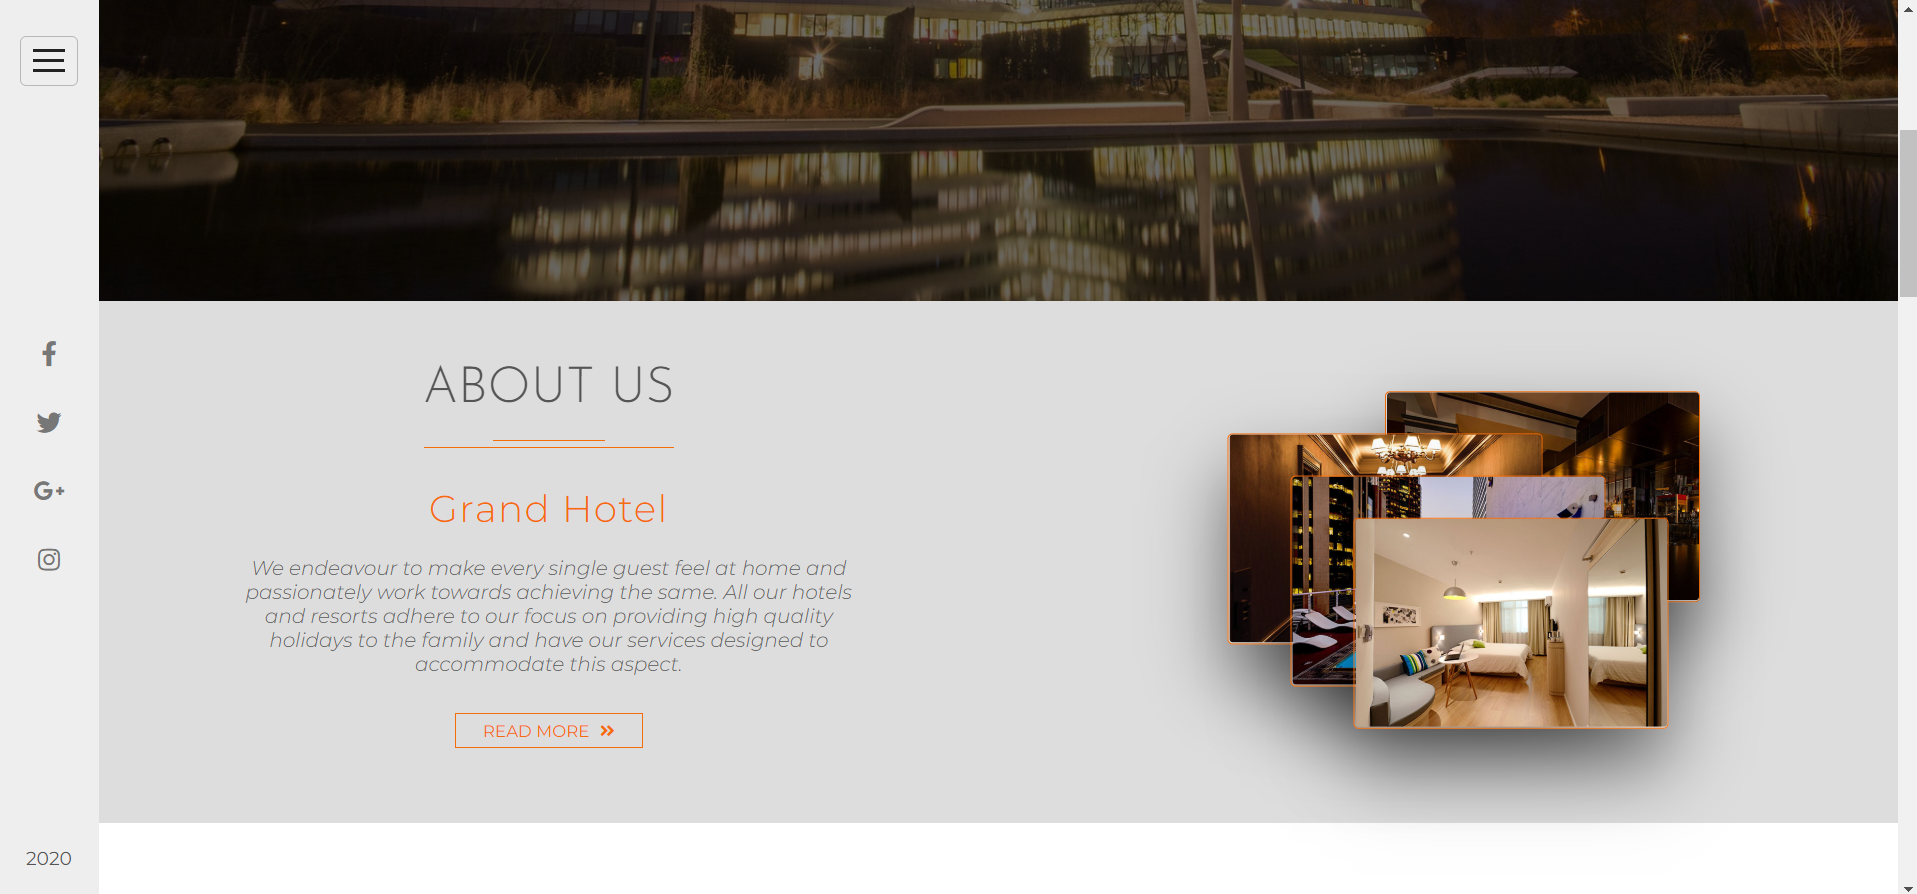 ABOUT US
Grand Hotel
We endeavour to make every single guest feel at home and
passionately work towards achieving the same. All our hotels
and resorts adhere to our focus on providing high quality
holidays to the family and have our services designed to
accommodate this aspect.
READ MORE
2020